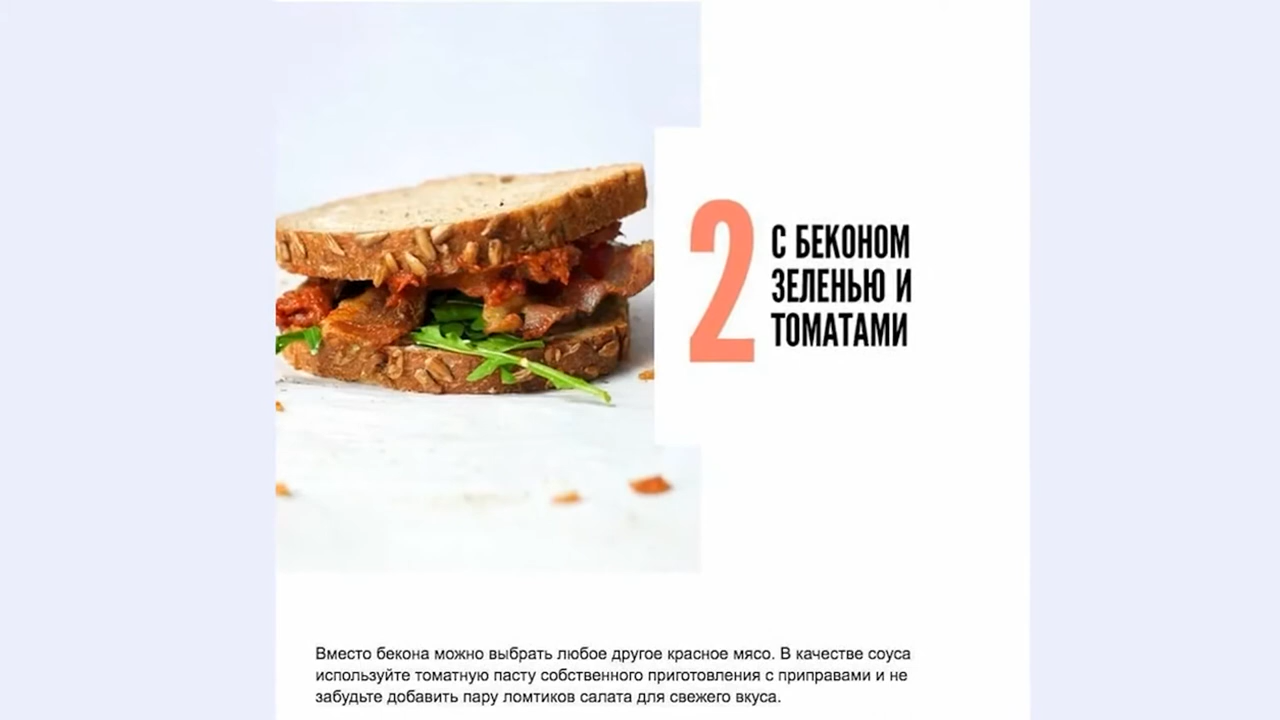 2
С БЕКОНОМ
ЗЕЛЕНЬЮ И
ТОМАТАМИ
Вместо бекона можно выбрать любое другое красное мясо. В качестве соуса
используйте томатную пасту собственного приготовления с приправами и не
забудьте добавить пару ломтиков салата для свежего вкуса.